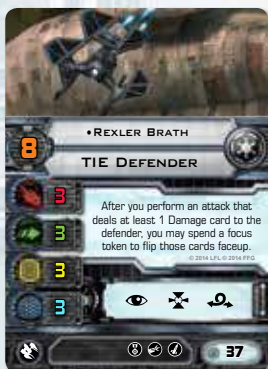 •REXLER BRATH
8
TIE DEFENDER
3
3
3
3
After you perform an attack that
deals at least 1 Damage card to the
defender, you may spend a focus
token to flip those cards faceup.
© 2014 LFL © 2014 FFG
37